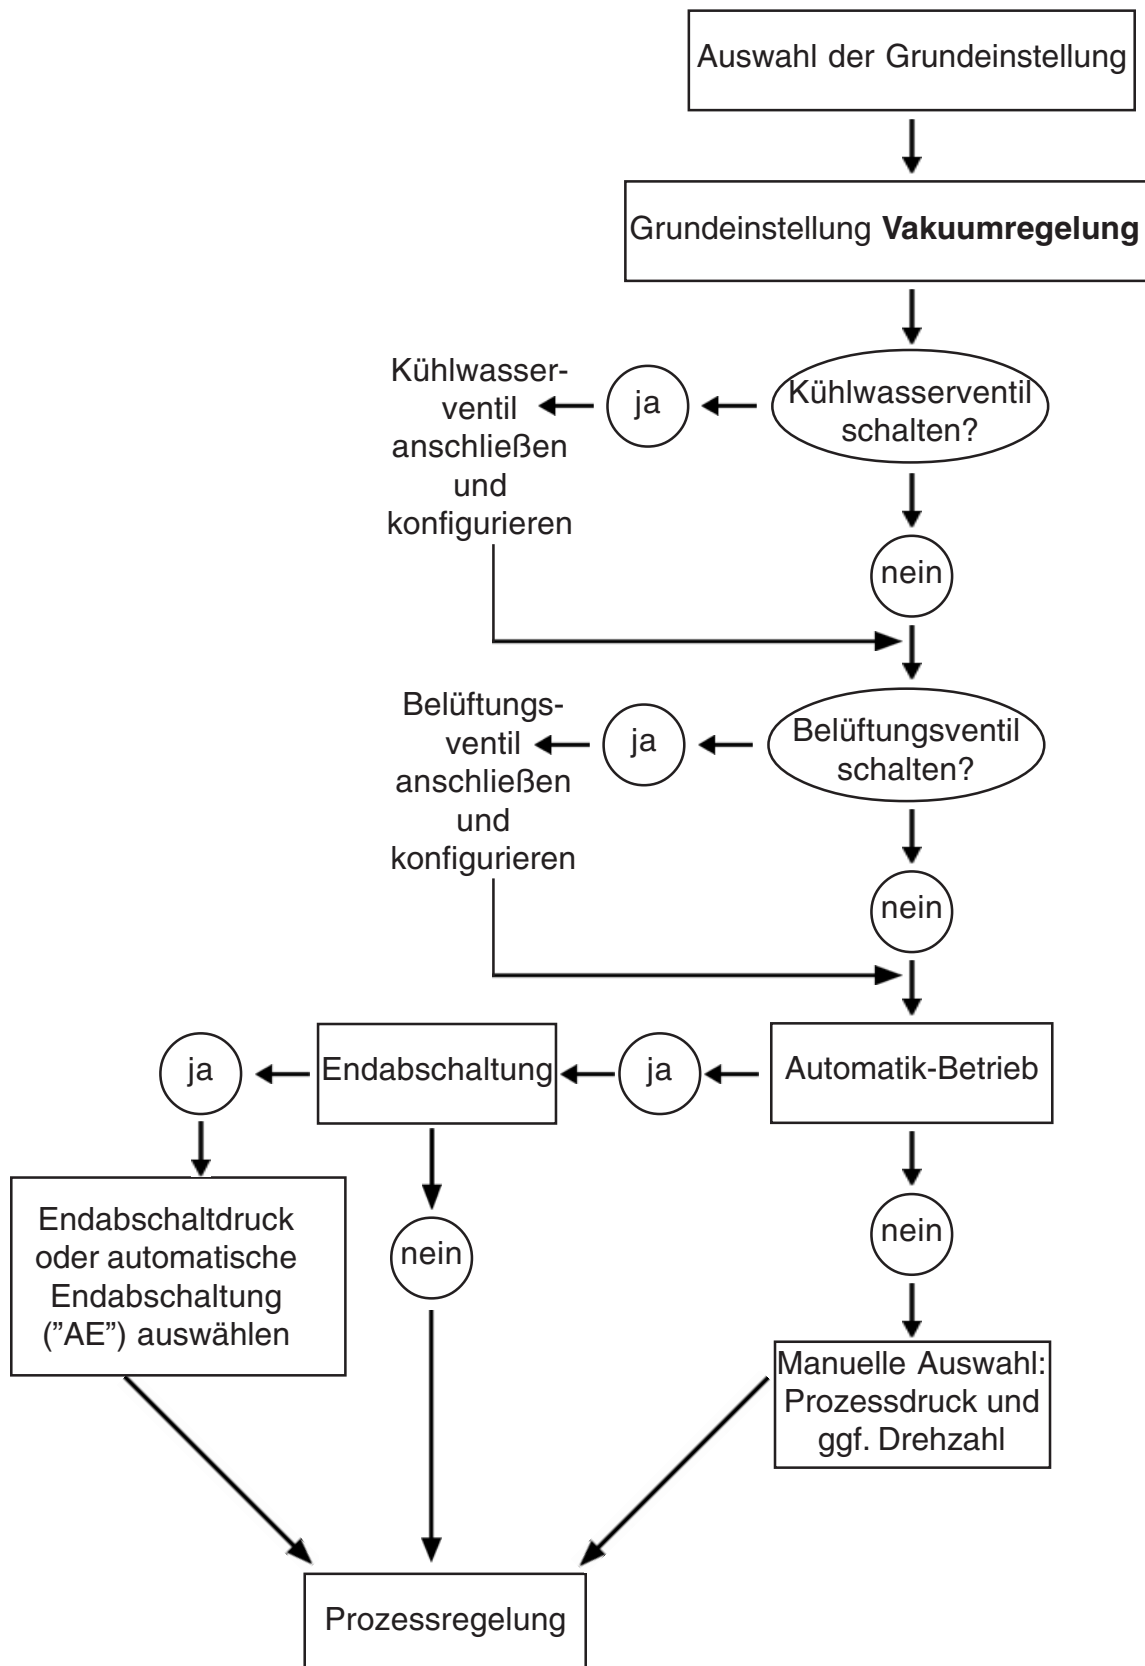 Auswahl der Grundeinstellung
Grundeinstellung Vakuumregelung
Kühlwasserventil
schalten?
ja
Kühlwasser-
ventil
anschließen
und
konfigurieren
nein
Belüftungsventil
schalten?
ja
Belüftungs-
ventil
anschließen
und
konfigurieren
nein
Automatik-Betrieb
ja
Endabschaltung
ja
Endabschaltdruck
oder automatische
Endabschaltung
("AE") auswählen
nein
nein
Manuelle Auswahl:
Prozessdruck und
ggf. Drehzahl
Prozessregelung